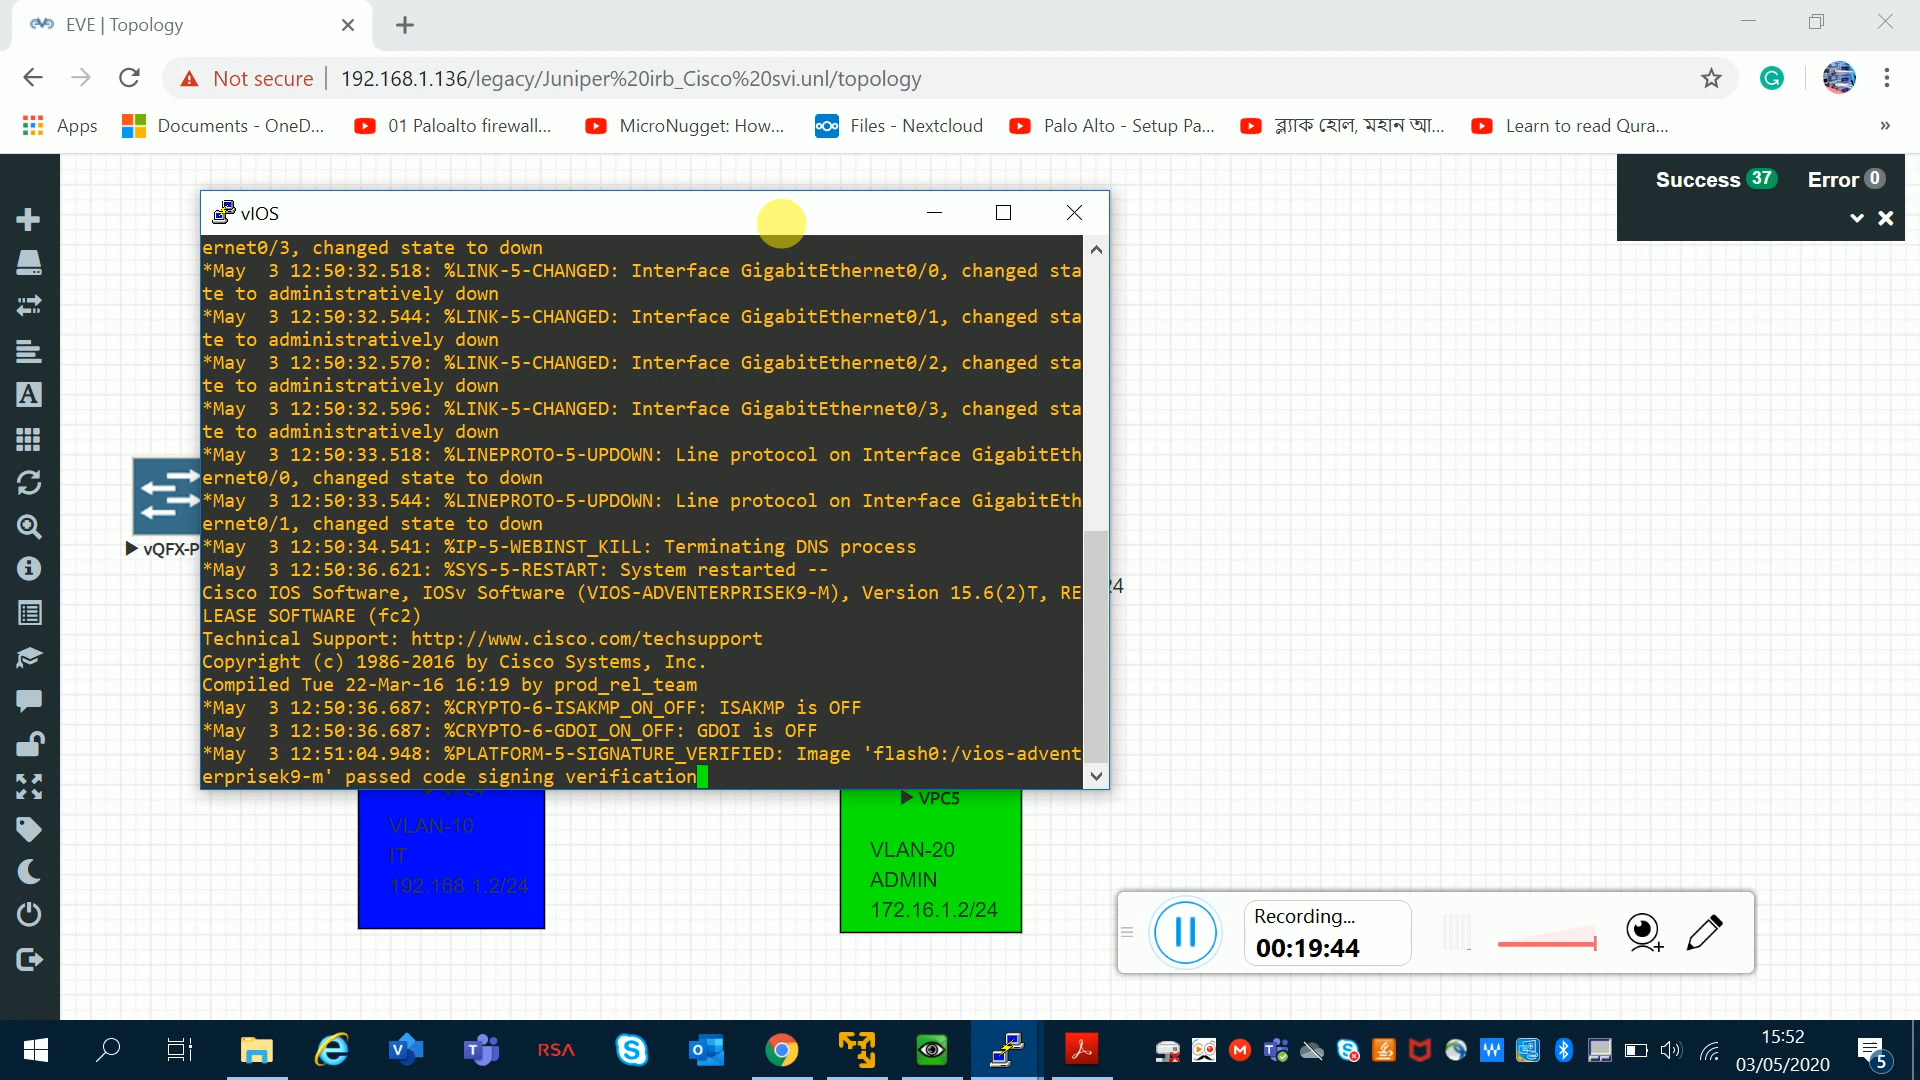 EVE | Topology
Not secure
192.168.1.136/legacy/Juniper%20irb_Cisco%20svi.unl/topology
Apps
Documents - OneD...
01 Paloalto firewall...
MicroNugget: How...
Files - Nextcloud
Palo Alto - Setup Pa...
ব্ল্যাক হোল, মহান আ...
Learn to read Qura...
»
Success 37
Error 0
vIOS
ernet0/3, changed state to down
*May  3 12:50:32.518: %LINK-5-CHANGED: Interface GigabitEthernet0/0, changed sta
te to administratively down
*May  3 12:50:32.544: %LINK-5-CHANGED: Interface GigabitEthernet0/1, changed sta
te to administratively down
*May  3 12:50:32.570: %LINK-5-CHANGED: Interface GigabitEthernet0/2, changed sta
te to administratively down
*May  3 12:50:32.596: %LINK-5-CHANGED: Interface GigabitEthernet0/3, changed sta
te to administratively down
*May  3 12:50:33.518: %LINEPROTO-5-UPDOWN: Line protocol on Interface GigabitEth
ernet0/0, changed state to down
*May  3 12:50:33.544: %LINEPROTO-5-UPDOWN: Line protocol on Interface GigabitEth
ernet0/1, changed state to down
*May  3 12:50:34.541: %IP-5-WEBINST_KILL: Terminating DNS process
*May  3 12:50:36.621: %SYS-5-RESTART: System restarted --
Cisco IOS Software, IOSv Software (VIOS-ADVENTERPRISEK9-M), Version 15.6(2)T, RE
LEASE SOFTWARE (fc2)
Technical Support: http://www.cisco.com/techsupport
Copyright (c) 1986-2016 by Cisco Systems, Inc.
Compiled Tue 22-Mar-16 16:19 by prod_rel_team
*May  3 12:50:36.687: %CRYPTO-6-ISAKMP_ON_OFF: ISAKMP is OFF
*May  3 12:50:36.687: %CRYPTO-6-GDOI_ON_OFF: GDOI is OFF
*May  3 12:51:04.948: %PLATFORM-5-SIGNATURE_VERIFIED: Image 'flash0:/vios-advent
erprisek9-m' passed code signing verification
vQFX-P
24
VLAN-10
IT
192.168.1.2/24
VPC5
VLAN-20
ADMIN
172.16.1.2/24
Recording...
00:19:44
RSA
15:52
03/05/2020
5